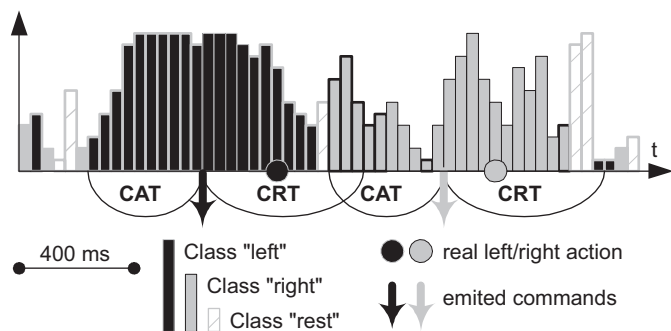 t
CAT CRT CAT CRT
400 ms
Class "left"
Class "right"
Class "rest"
real left/right action
emited commands